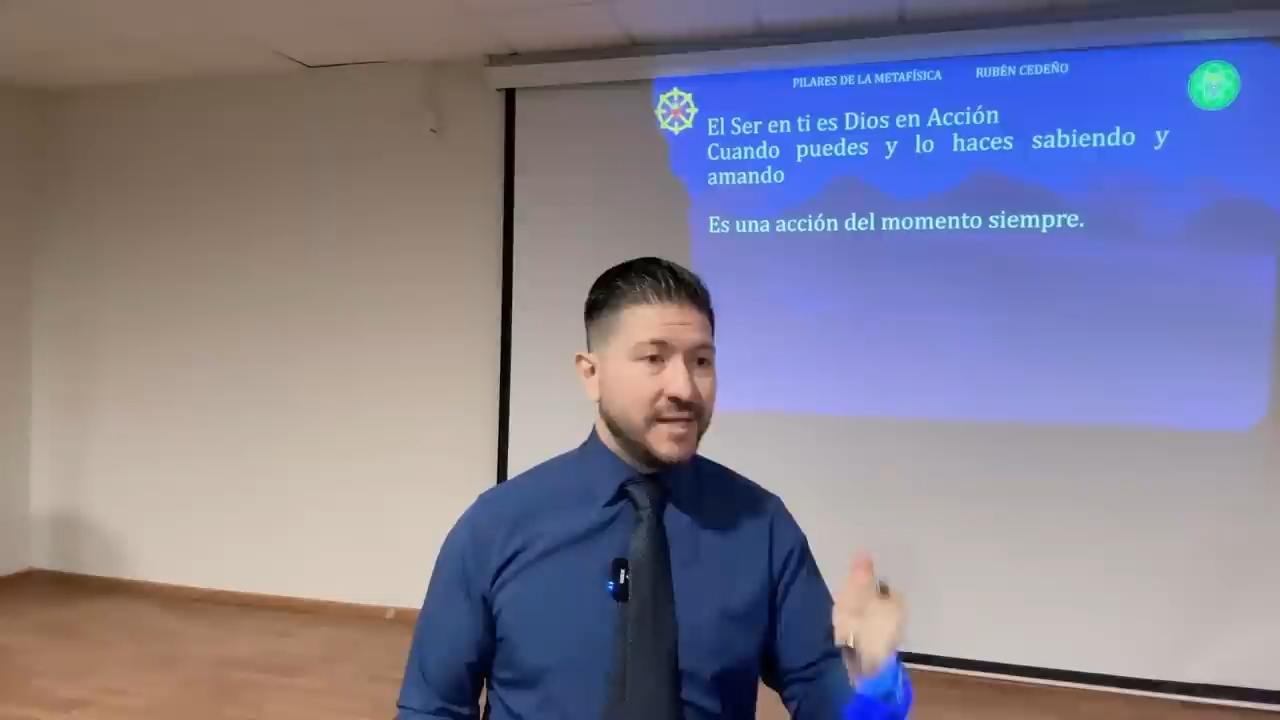 PILARES DE LA METAFÍSICA RUBÉN CEDEÑO
El Ser en ti es Dios en Acción
Cuando puedes y lo haces sabiendo y
amando
Es una acción del momento siempre.